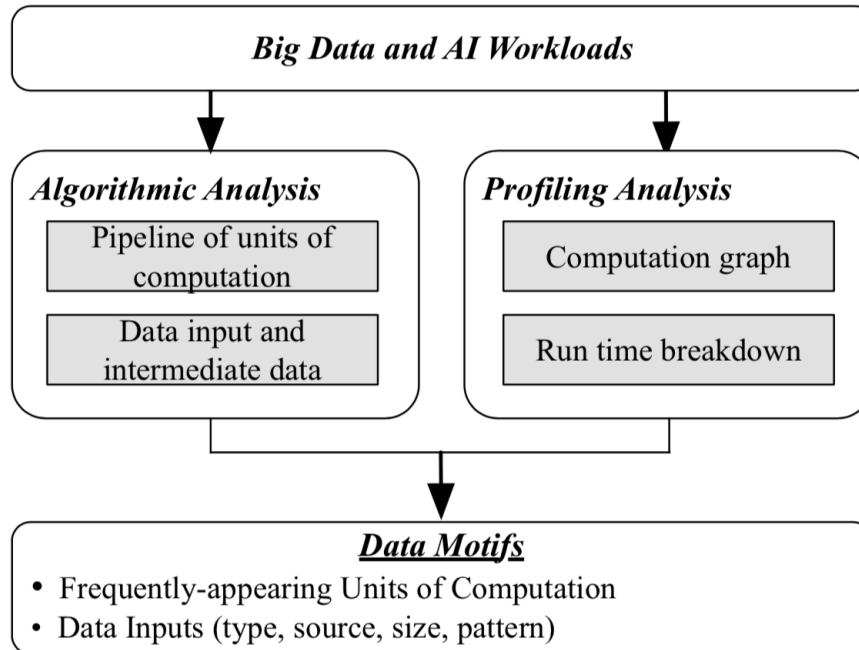 Big Data and AI Workloads
Algorithmic Analysis
Pipeline of units of
computation
Data input and
intermediate data
Profiling Analysis
Computation graph
Run time breakdown
Data Motifs
• Frequently-appearing Units of Computation
• Data Inputs (type, source, size, pattern)